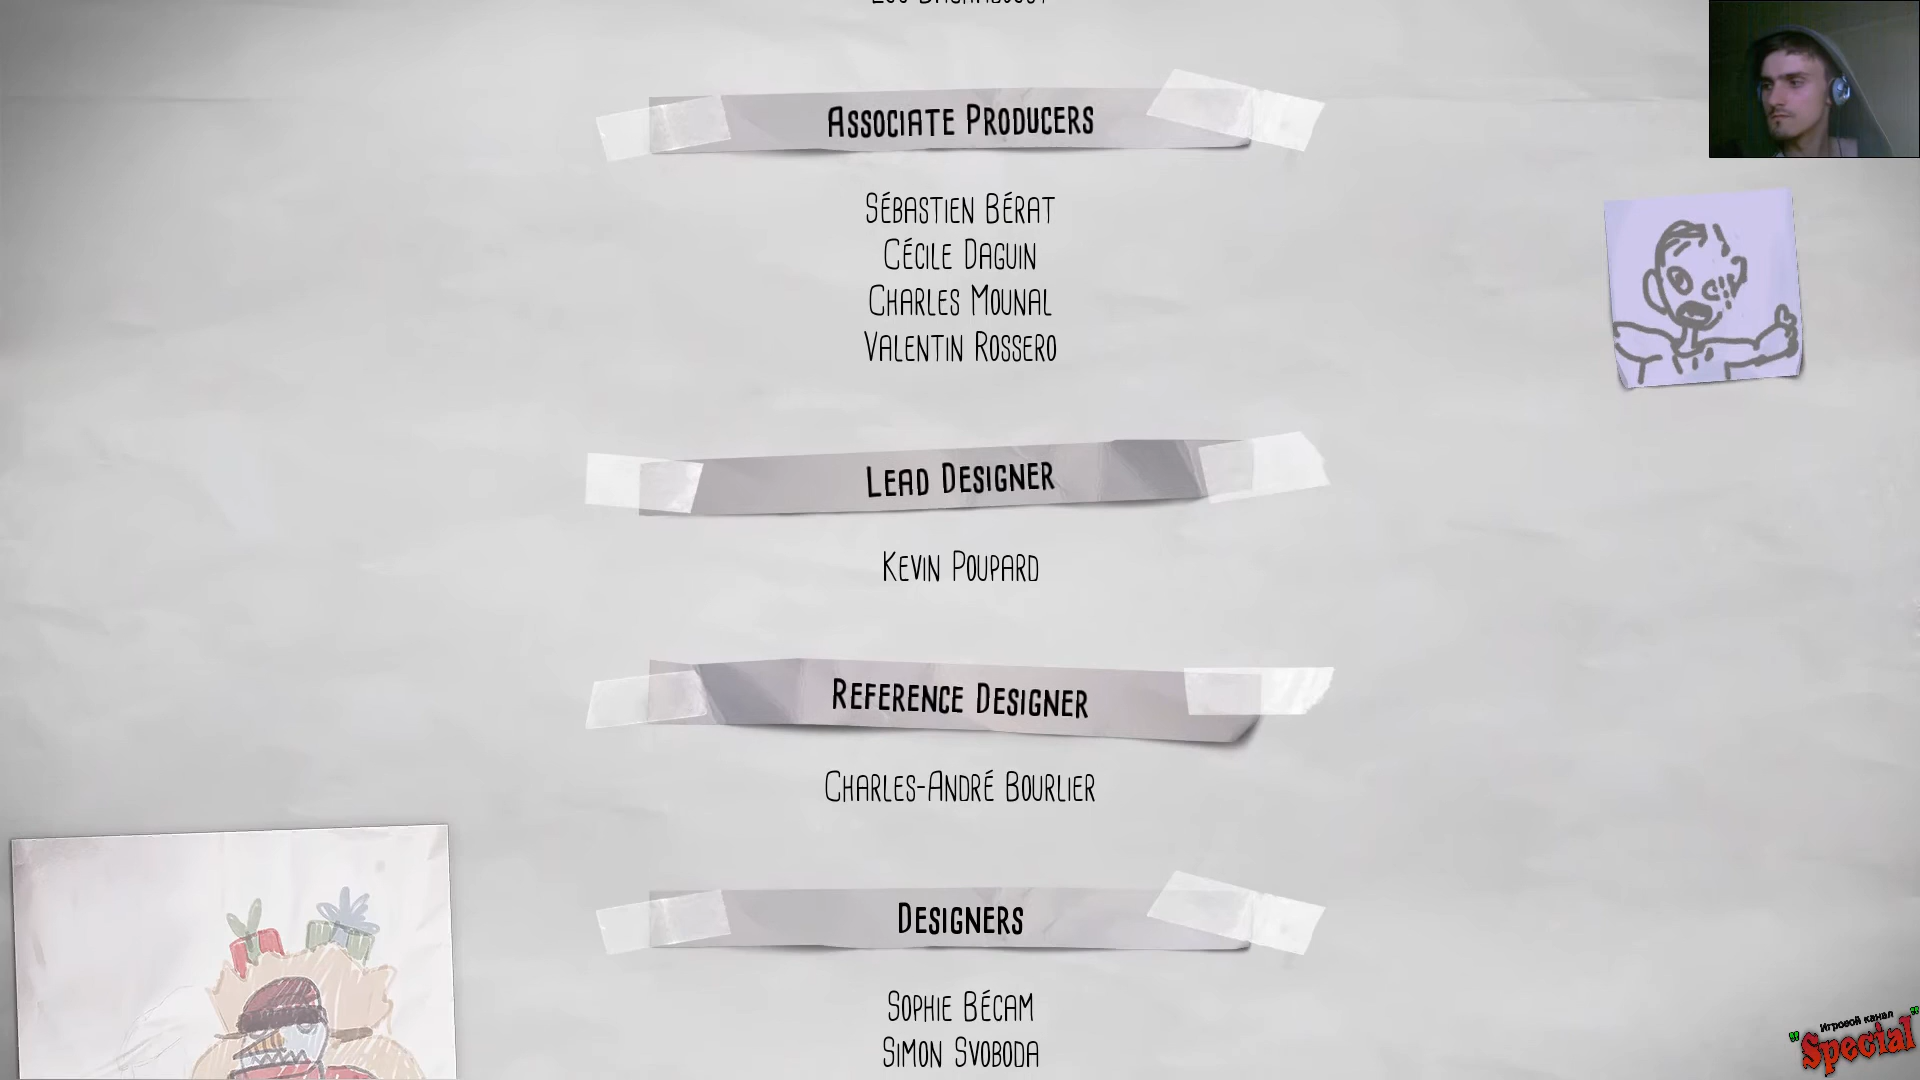 Associate Producers
Sébastien Bérat
Cécile Daguin
Charles Mounal
Valentin Rossero
Lead Designer
Kevin Poupard
Reference Designer
Charles-André Bourlier
Designers
Sophie Bécam
Simon Svoboda
Игровой канал
"Special"